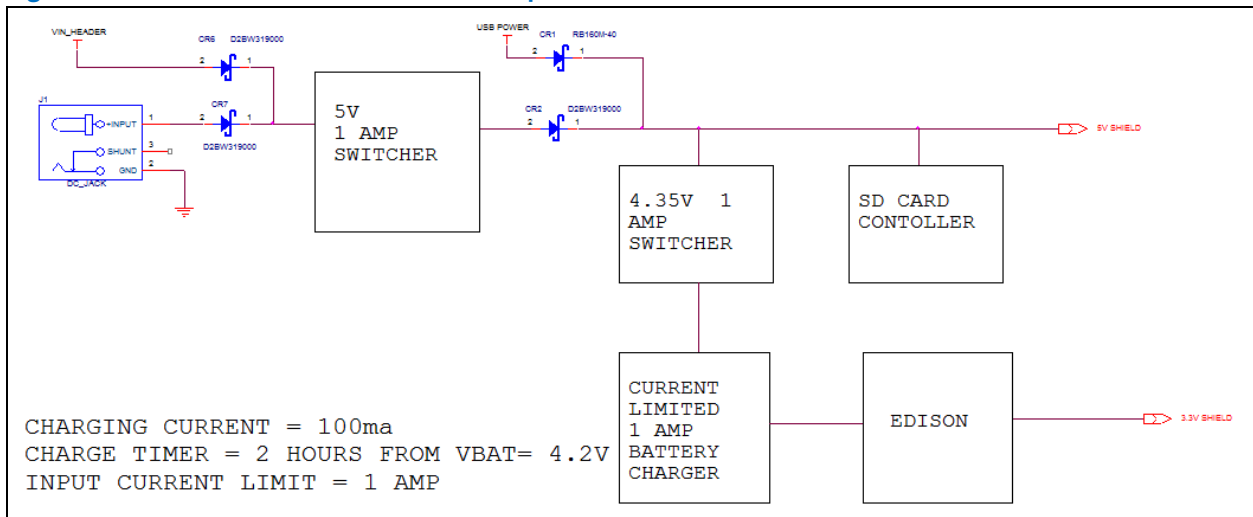 VIN_HEADER
CR6 D2BW319000
2 1
USB POWER
CR1 RB160M-40
2 1
J1
+INPUT 1
SHUNT 3
GND 2
DC_JACK
CR7
2 1
D2BW319000
5V
1 AMP
SWITCHER
CR2 D2BW319000
2 1
5V SHIELD
4.35V 1
AMP
SWITCHER
SD CARD
CONTOLLER
CURRENT
LIMITED
1 AMP
BATTERY
CHARGER
EDISON
3.3V SHIELD
CHARGING CURRENT = 100ma
CHARGE TIMER = 2 HOURS FROM VBAT= 4.2V
INPUT CURRENT LIMIT = 1 AMP